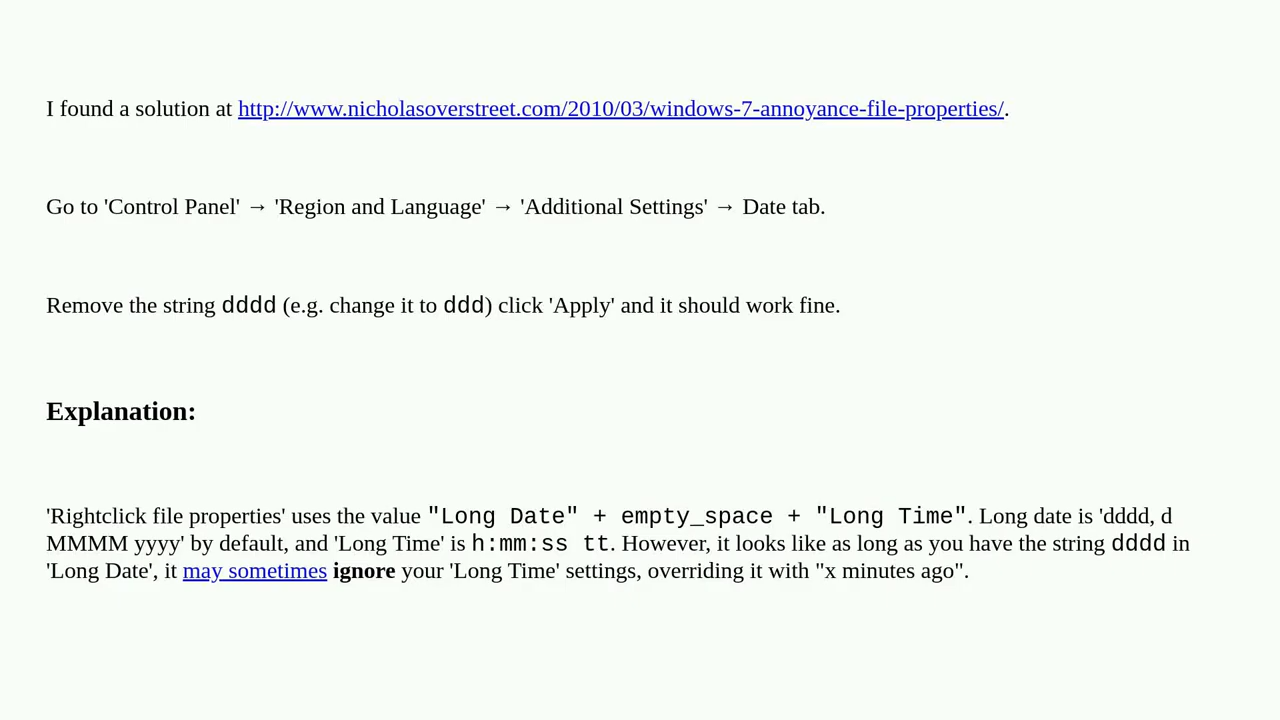 I found a solution at http://www.nicholasoverstreet.com/2010/03/windows-7-annoyance-file-properties/.
Go to 'Control Panel' → 'Region and Language' → 'Additional Settings' → Date tab.
Remove the string dddd (e.g. change it to ddd) click 'Apply' and it should work fine.
Explanation:
'Rightclick file properties' uses the value "Long Date" + empty_space + "Long Time". Long date is 'dddd, d
MMMM yyyy' by default, and 'Long Time' is h:mm:ss tt. However, it looks like as long as you have the string dddd in
'Long Date', it may sometimes ignore your 'Long Time' settings, overriding it with "x minutes ago".